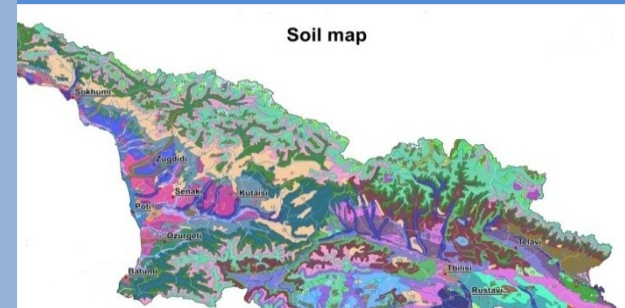 Soil map
Sokhumi
Zugdidi
Senaki
Kutaisi
Poti
Ozurgeti
Telavi
Batumi
Tbilisi
Rustavi